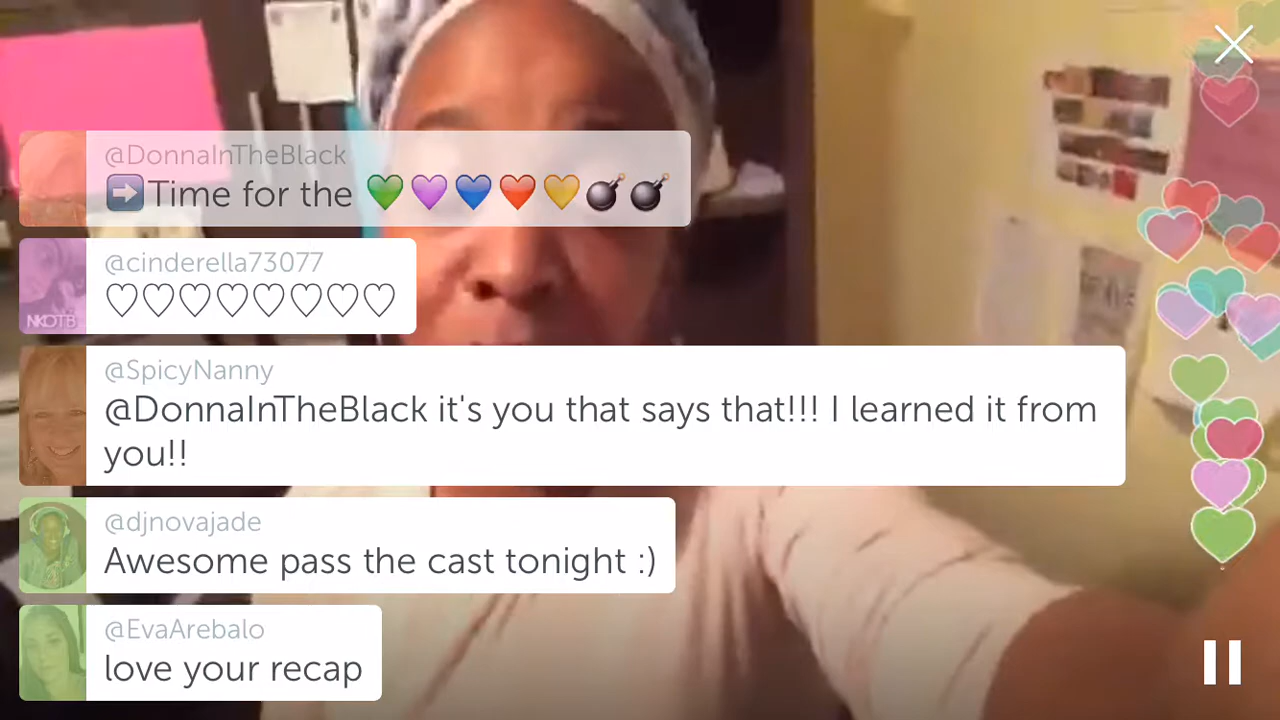 @DonnaInTheBlack
➡️Time for the 💚💜💙❤️💛💣💣
@cinderella73077
♡♡♡♡♡♡♡♡
NKOTB
@SpicyNanny
@DonnaInTheBlack it's you that says that!!! I learned it from
you!!
@djnovajade
Awesome pass the cast tonight :)
@EvaArebalo
love your recap